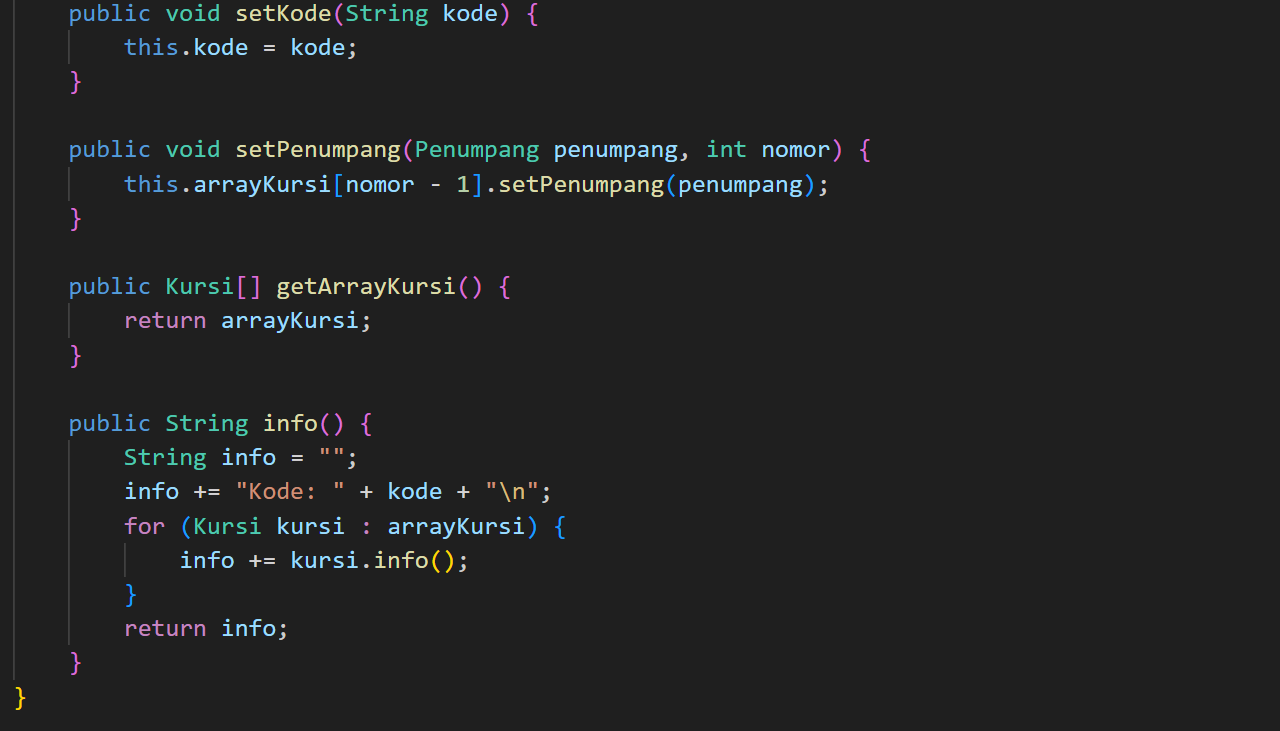 public void setKode(String kode) {
this.kode = kode;
}
public void setPenumpang(Penumpang penumpang, int nomor) {
this.arrayKursi[nomor - 1].setPenumpang(penumpang);
}
public Kursi[] getArrayKursi() {
return arrayKursi;
}
public String info() {
String info = "";
info += "Kode: " + kode + "\n";
for (Kursi kursi : arrayKursi) {
info += kursi.info();
}
return info;
}
}